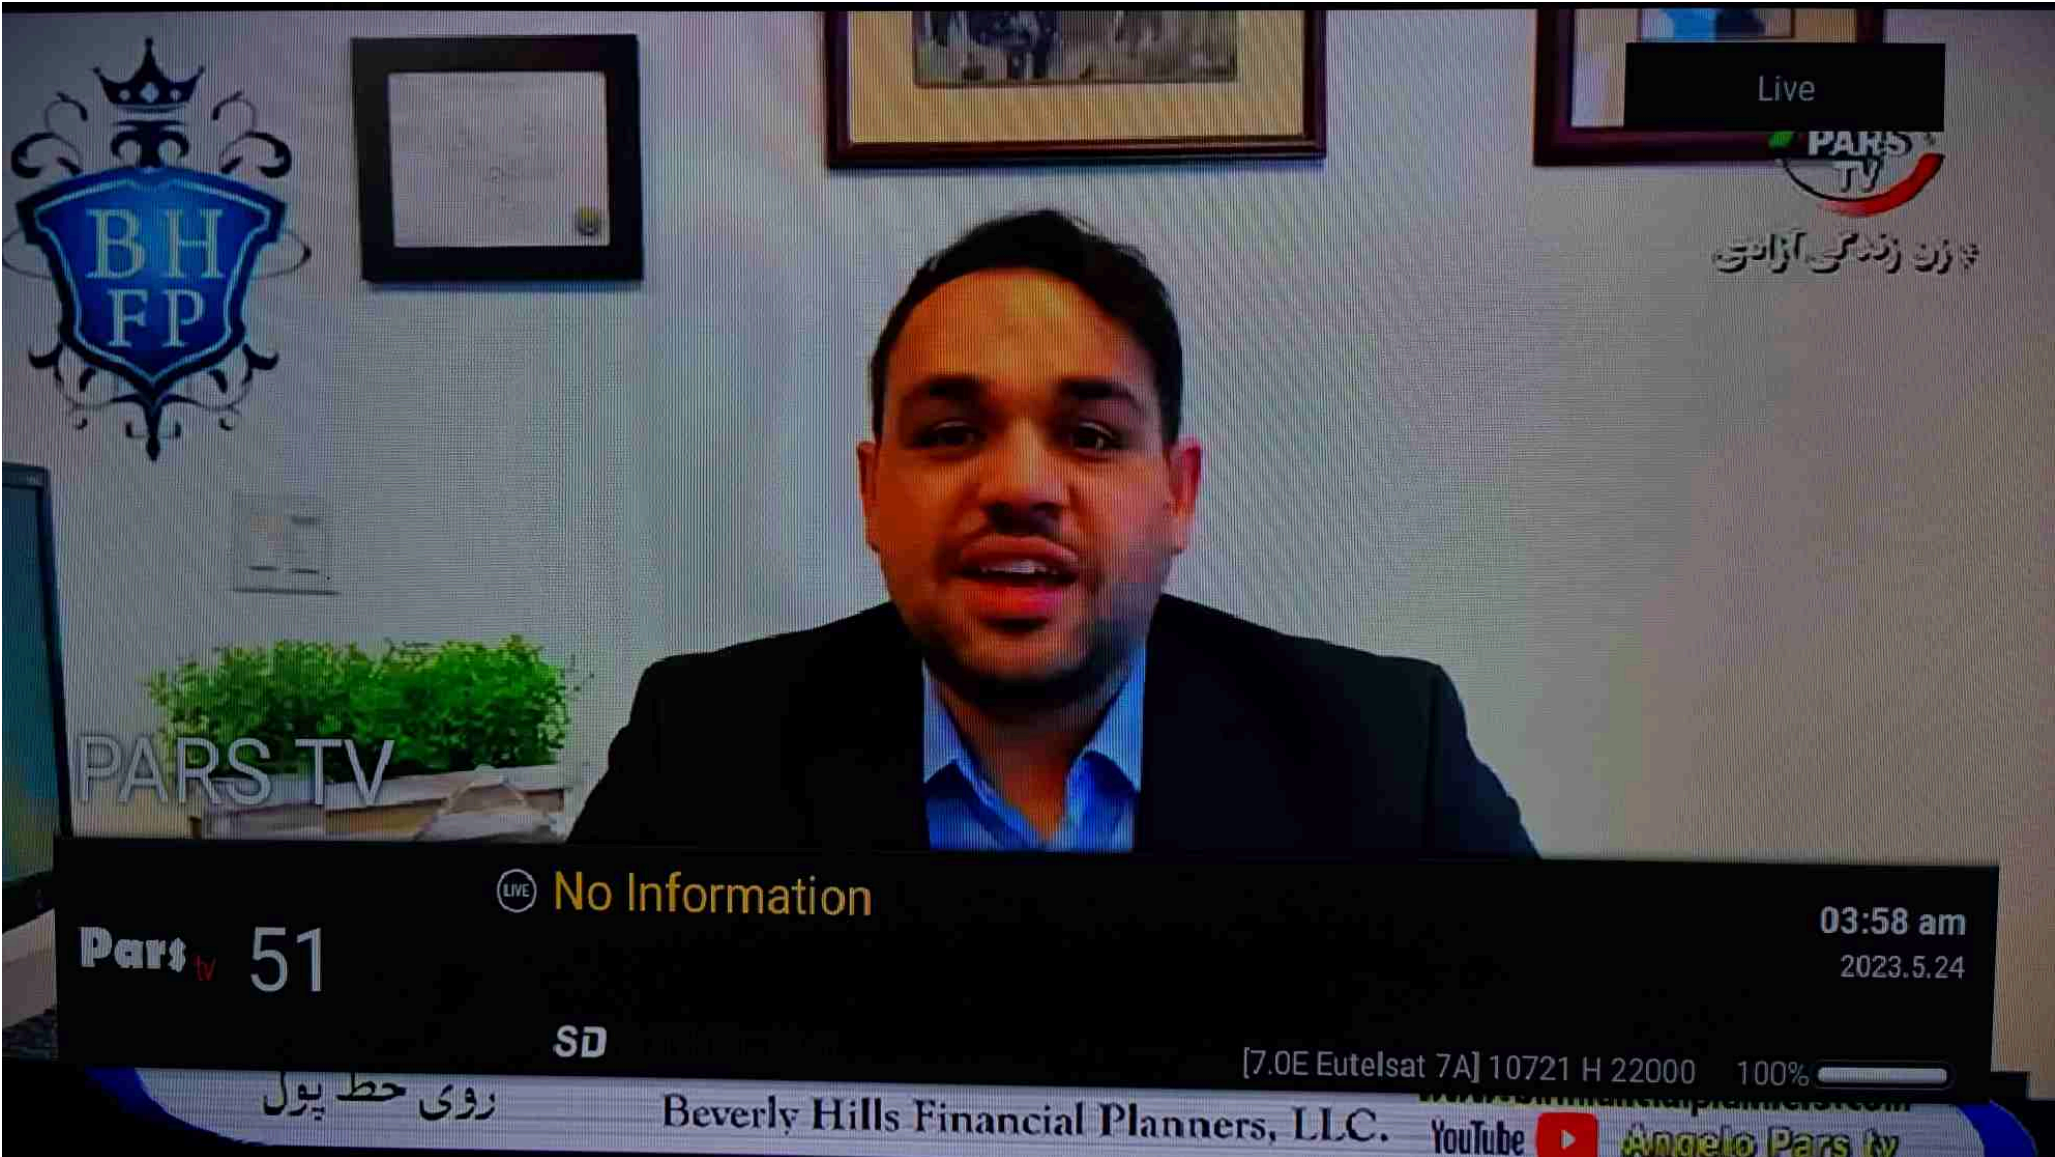 BH
FP
Live
PARS
TV
# زن زندگی آزادی
PARS TV
LIVE No Information
Pars tv 51
03:58 am
2023.5.24
SD
[7.0E Eutelsat 7A] 10721 H 22000 100%
روی خط پول
Beverly Hills Financial Planners, LLC.
YouTube Angelo Pars tv